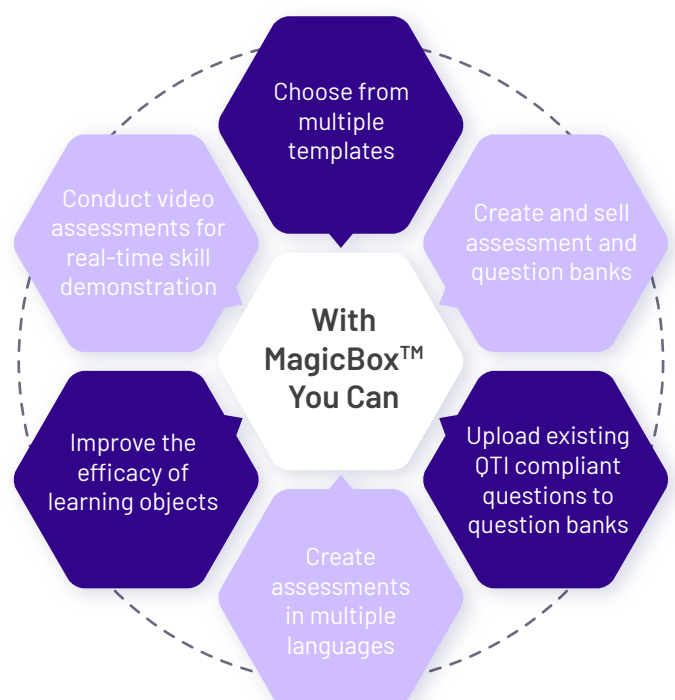 Choose from
multiple
templates
Conduct video
assessments for
real-time skill
demonstration
Create and sell
assessment and
question banks
With
MagicBox™
You Can
Improve the
efficacy of
learning objects
Upload existing
QTI compliant
questions to
question banks
Create
assessments
in multiple
languages